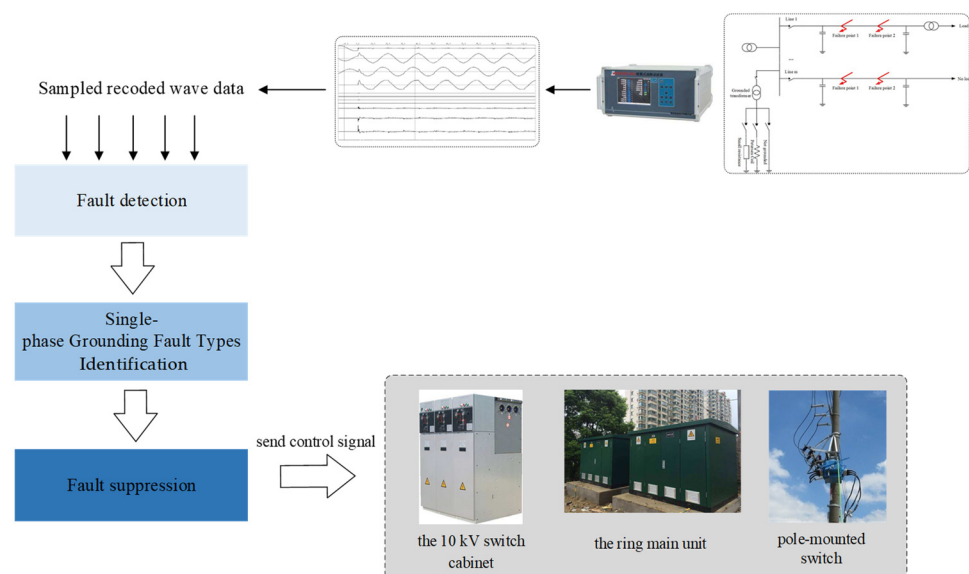 Line 1
Failure point 1
Failure point 2
Load
...
Line m
Failure point 1
Failure point 2
Grounded
transformer
Not grounded
Sampled recoded wave data
Fault detection
Single-
phase Grounding Fault Types
Identification
send control signal
Fault suppression
the 10 kV switch
cabinet
the ring main unit
pole-mounted
switch